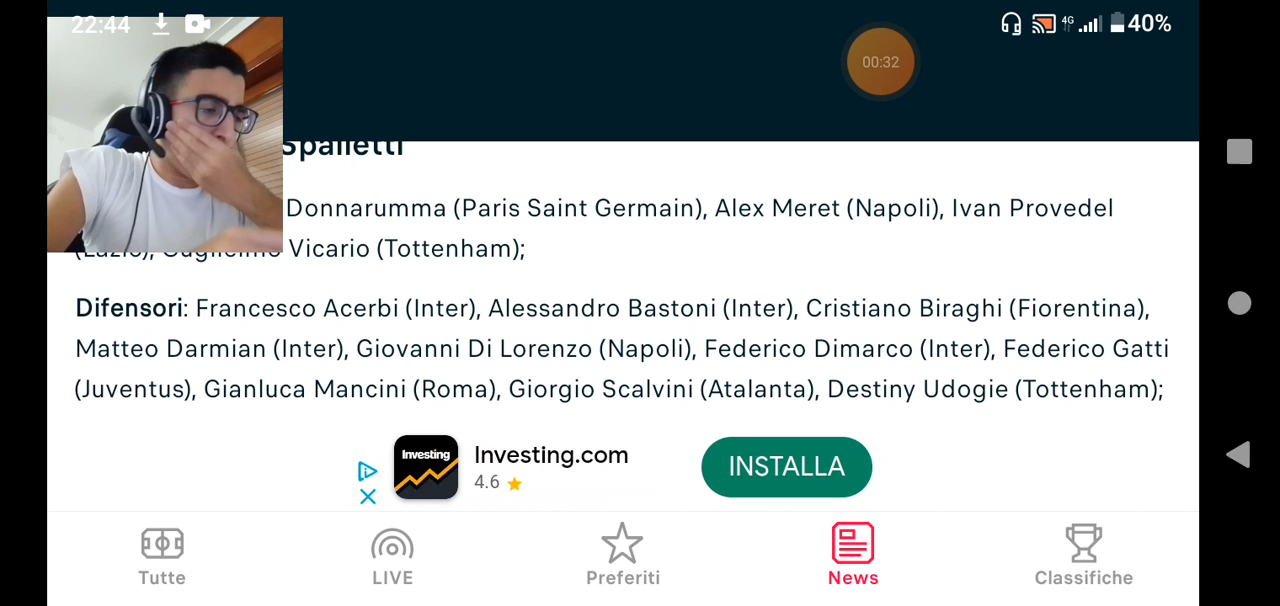 22:44
4G
40%
00:32
Spalletti
Donnarumma (Paris Saint Germain), Alex Meret (Napoli), Ivan Provedel
(Lazio), Guglielmo Vicario (Tottenham);
Difensori: Francesco Acerbi (Inter), Alessandro Bastoni (Inter), Cristiano Biraghi (Fiorentina),
Matteo Darmian (Inter), Giovanni Di Lorenzo (Napoli), Federico Dimarco (Inter), Federico Gatti
(Juventus), Gianluca Mancini (Roma), Giorgio Scalvini (Atalanta), Destiny Udogie (Tottenham);
Investing
Investing.com
4.6
INSTALLA
Tutte
LIVE
Preferiti
News
Classifiche